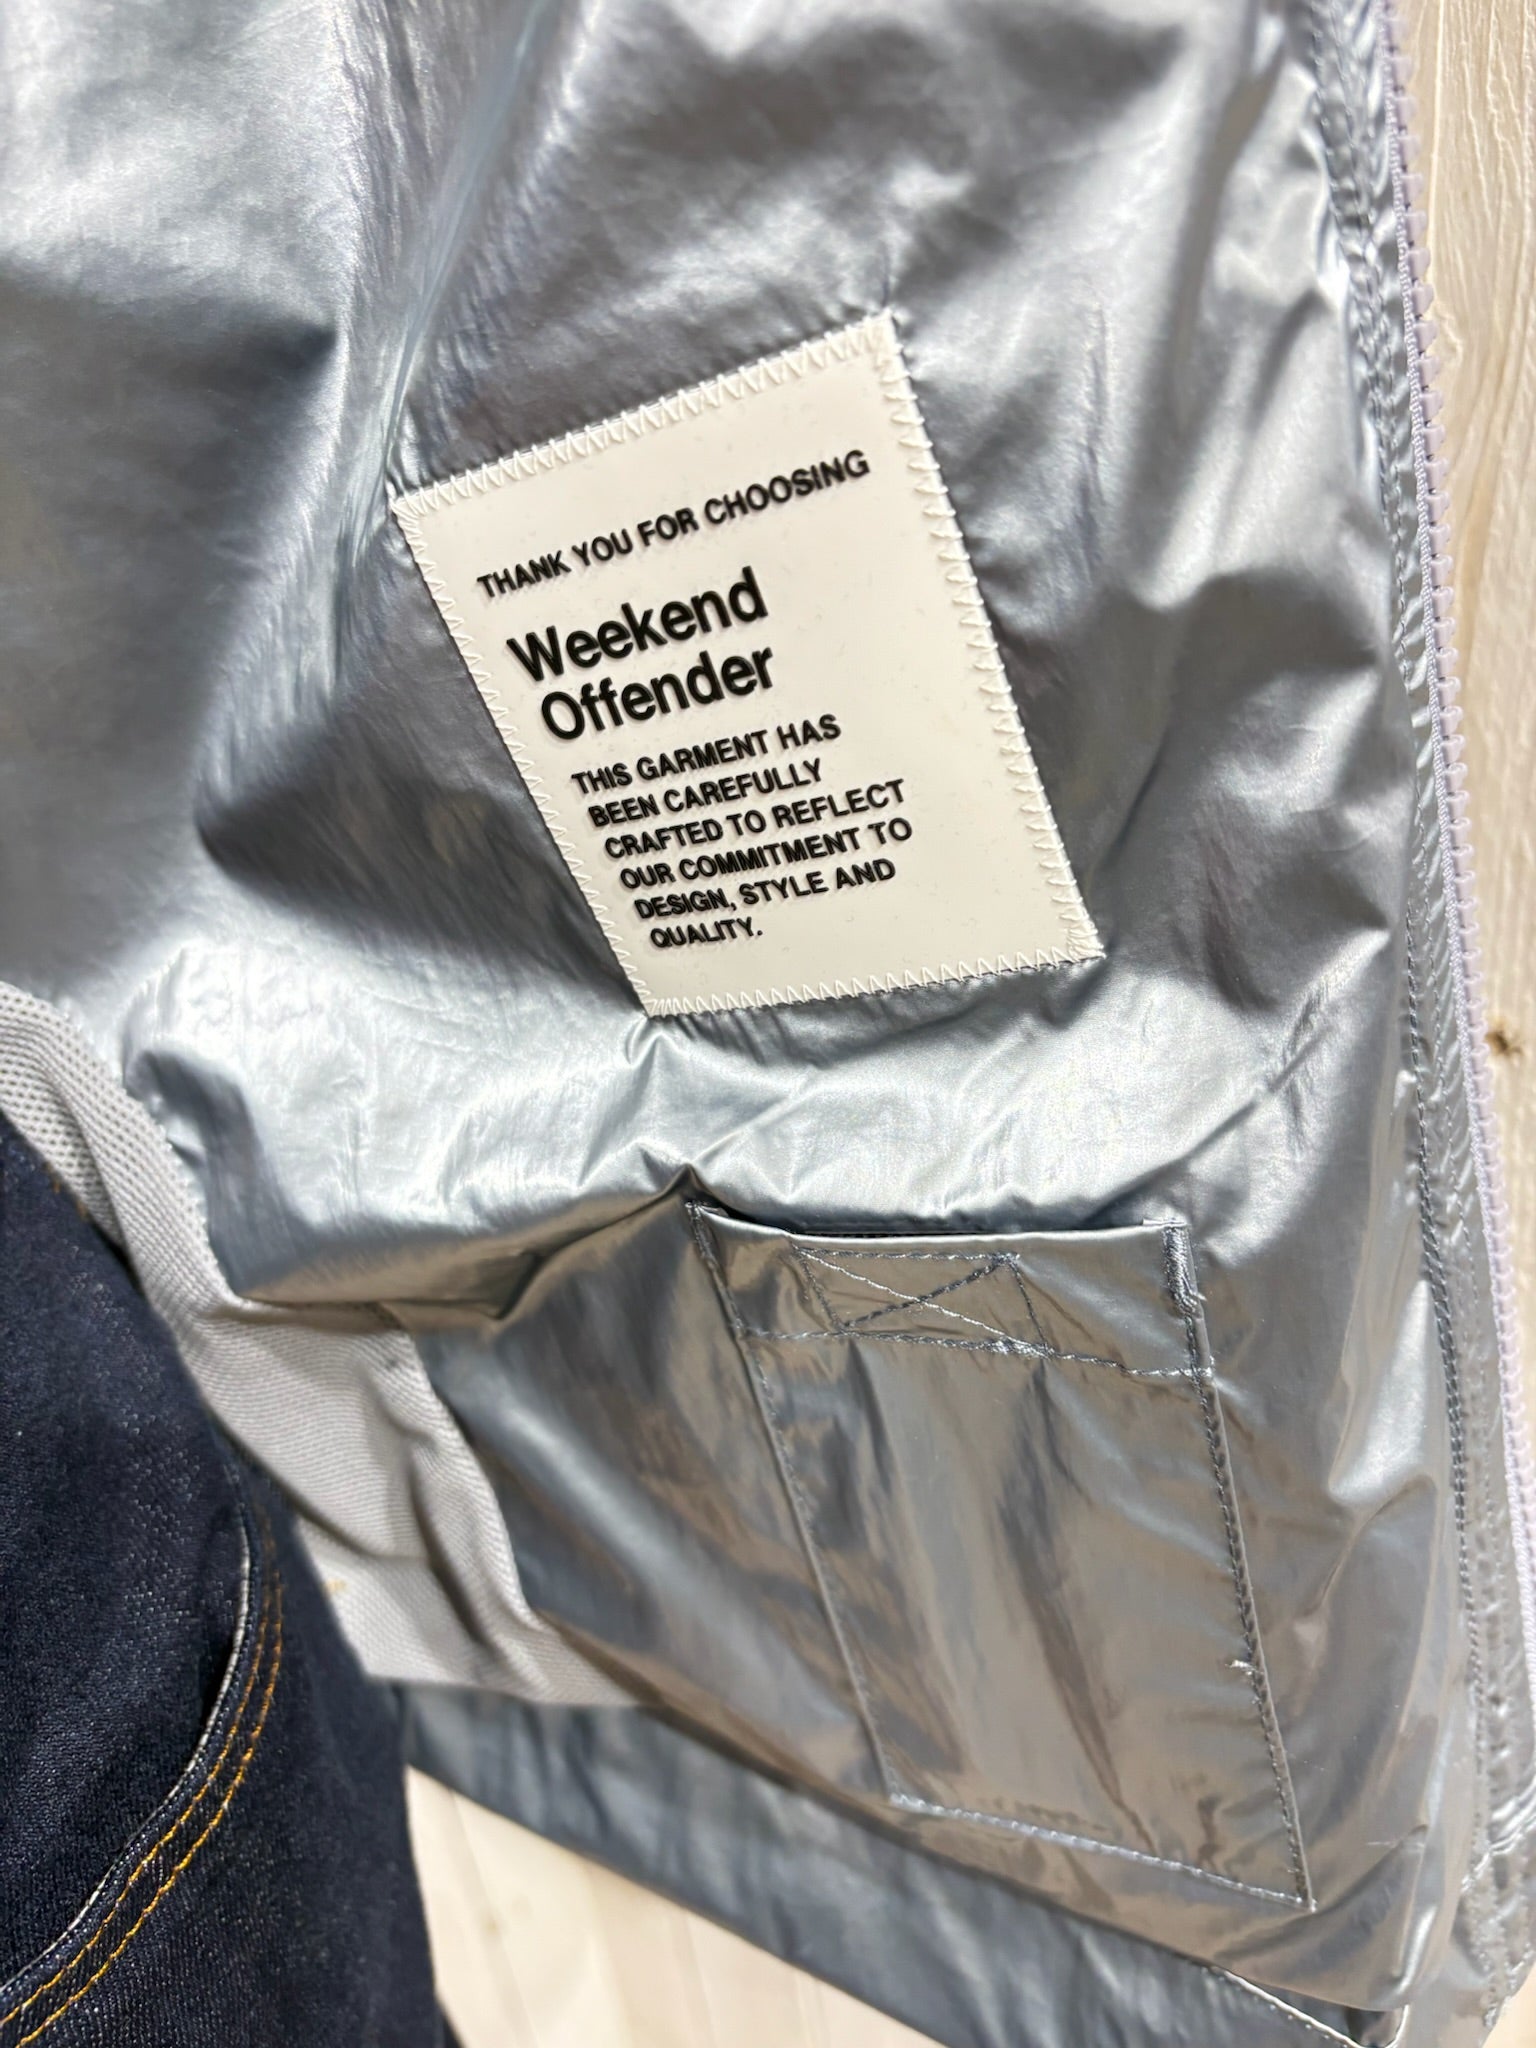 THANK YOU FOR CHOOSING
Weekend
Offender
THIS GARMENT HAS
BEEN CAREFULLY
CRAFTED TO REFLECT
OUR COMMITMENT TO
DESIGN, STYLE AND
QUALITY.